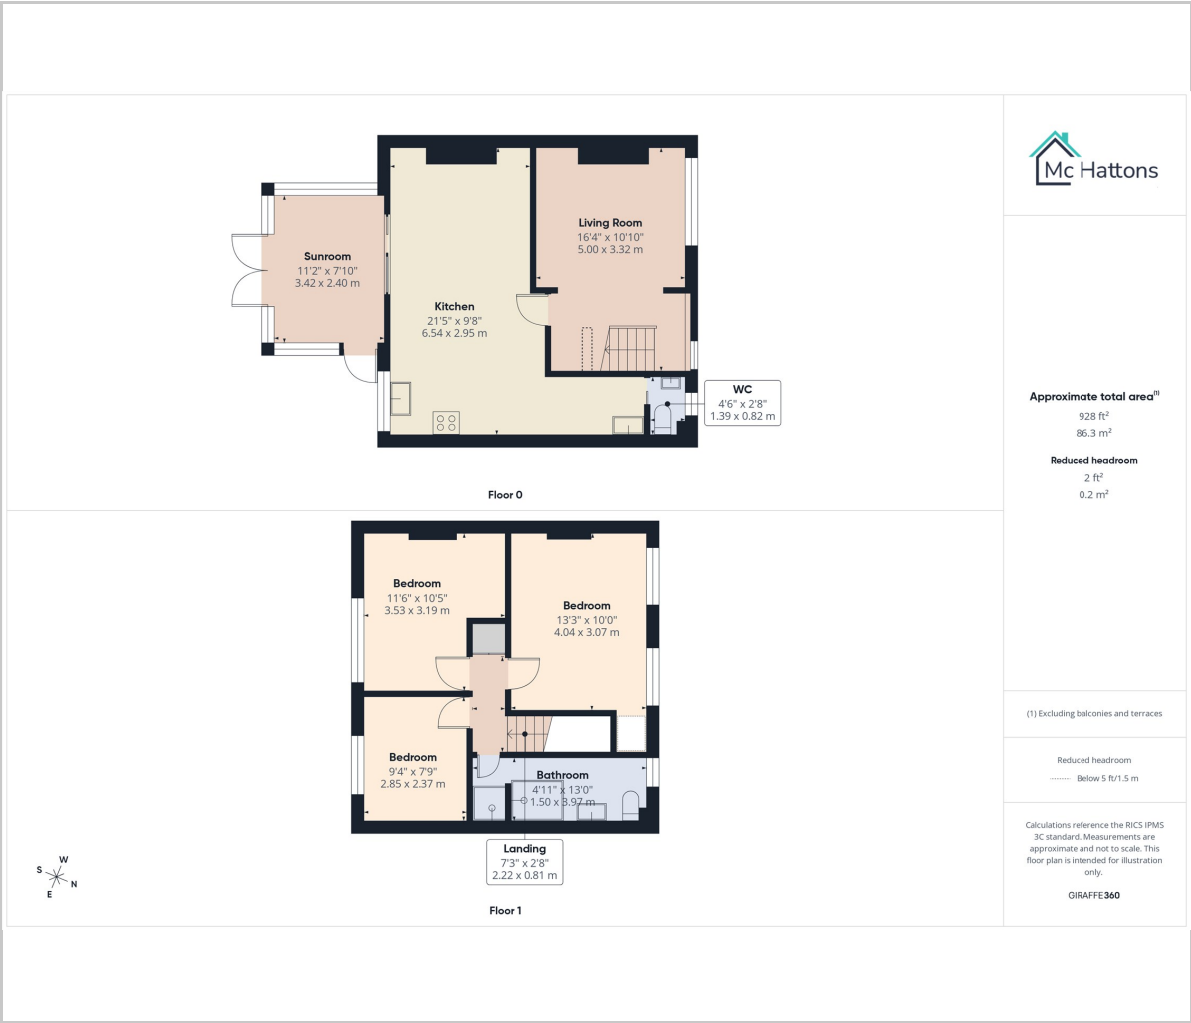 Mc Hattons
Living Room
16'4" x 10'10"
5.00 x 3.32 m
Sunroom
11'2" x 7'10"
3.42 x 2.40 m
Kitchen
21'5" x 9'8"
6.54 x 2.95 m
WC
4'6" x 2'8"
1.39 x 0.82 m
Floor 0
Approximate total area(1)
928 ft²
86.3 m²
Reduced headroom
2 ft²
0.2 m²
Bedroom
11'6" x 10'5"
3.53 x 3.19 m
Bedroom
13'3" x 10'0"
4.04 x 3.07 m
Bedroom
9'4" x 7'9"
2.85 x 2.37 m
Bathroom
4'11" x 13'0"
1.50 x 3.97 m
Landing
7'3" x 2'8"
2.22 x 0.81 m
Floor 1
W
S
N
E
(1) Excluding balconies and terraces
Reduced headroom
Below 5 ft/1.5 m
Calculations reference the RICS IPMS
3C standard. Measurements are
approximate and not to scale. This
floor plan is intended for illustration
only.
GIRAFFE360